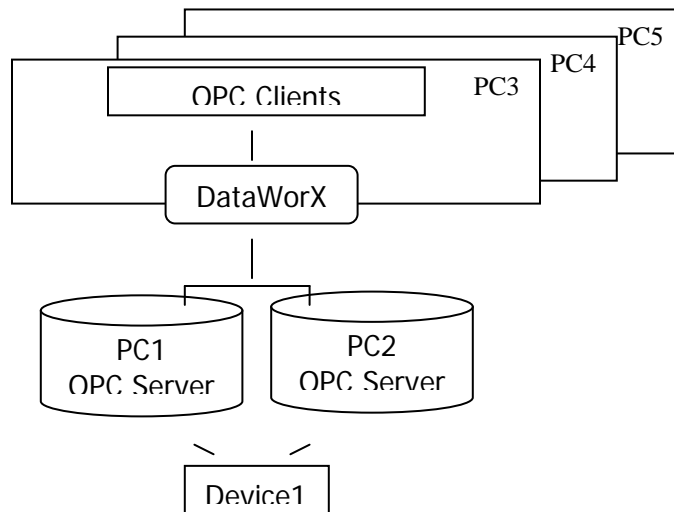 PC5
PC4
PC3
OPC Clients
DataWorX
PC1
OPC Server
PC2
OPC Server
Device1